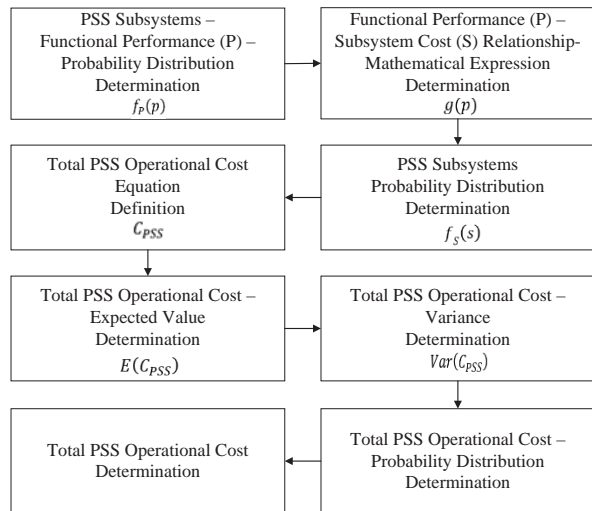 PSS Subsystems –
Functional Performance (P) –
Probability Distribution
Determination
f_P(p)
Functional Performance (P) –
Subsystem Cost (S) Relationship-
Mathematical Expression
Determination
g(p)
PSS Subsystems
Probability Distribution
Determination
f_S(s)
Total PSS Operational Cost
Equation
Definition
C_PSS
Total PSS Operational Cost –
Expected Value
Determination
E(C_PSS)
Total PSS Operational Cost –
Variance
Determination
Var(C_PSS)
Total PSS Operational Cost –
Probability Distribution
Determination
Total PSS Operational Cost
Determination